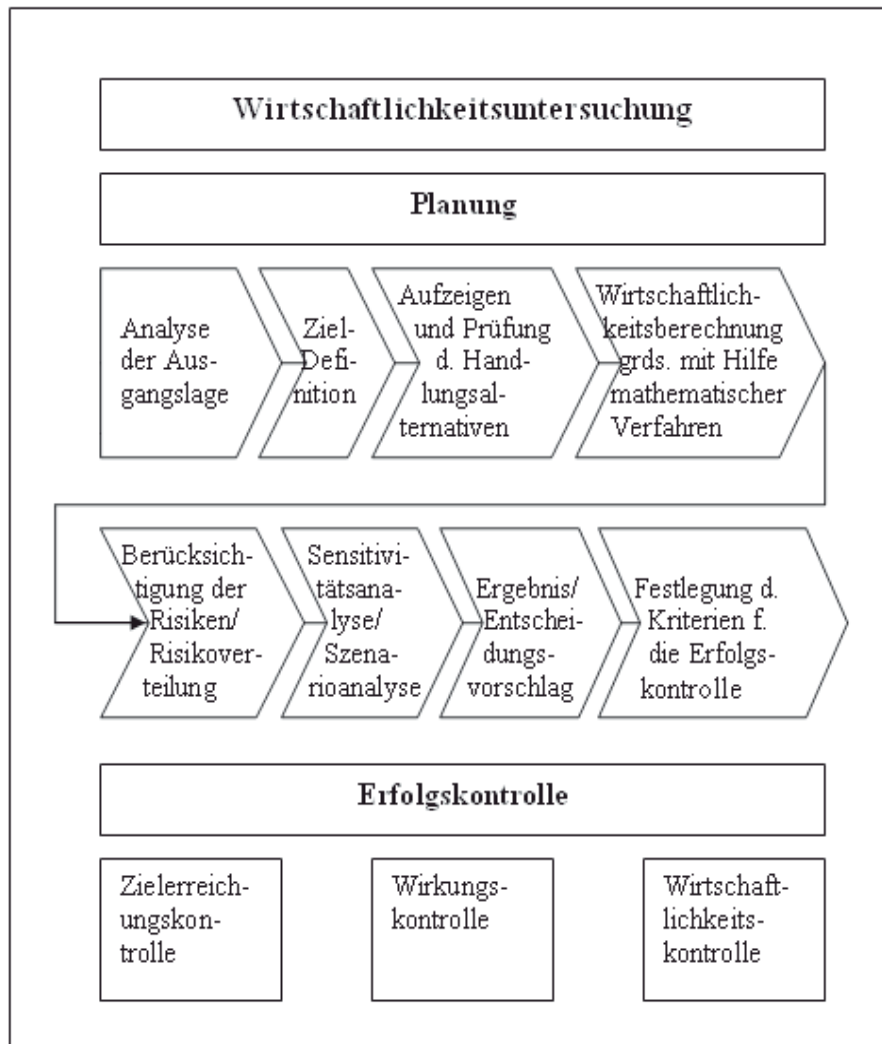 Wirtschaftlichkeitsuntersuchung
Planung
Analyse
der Aus-
gangslage
Ziel-
Defi-
nition
Aufzeigen
und Prüfung
d. Hand-
lungsal-
ternativen
Wirtschaftlich-
keitsberechnung
grds. mit Hilfe
mathematischer
Verfahren
Berücksich-
tigung der
Risiken/
Risikover-
teilung
Sensitivi-
tätsana-
lyse/
Szena-
rioanalyse
Ergebnis/
Entschei-
dungs-
vorschlag
Festlegung d.
Kriterien f.
die Erfolgs-
kontrolle
Erfolgskontrolle
Zielerreich-
ungskon-
trolle
Wirkungs-
kontrolle
Wirtschaft-
lichkeits-
kontrolle